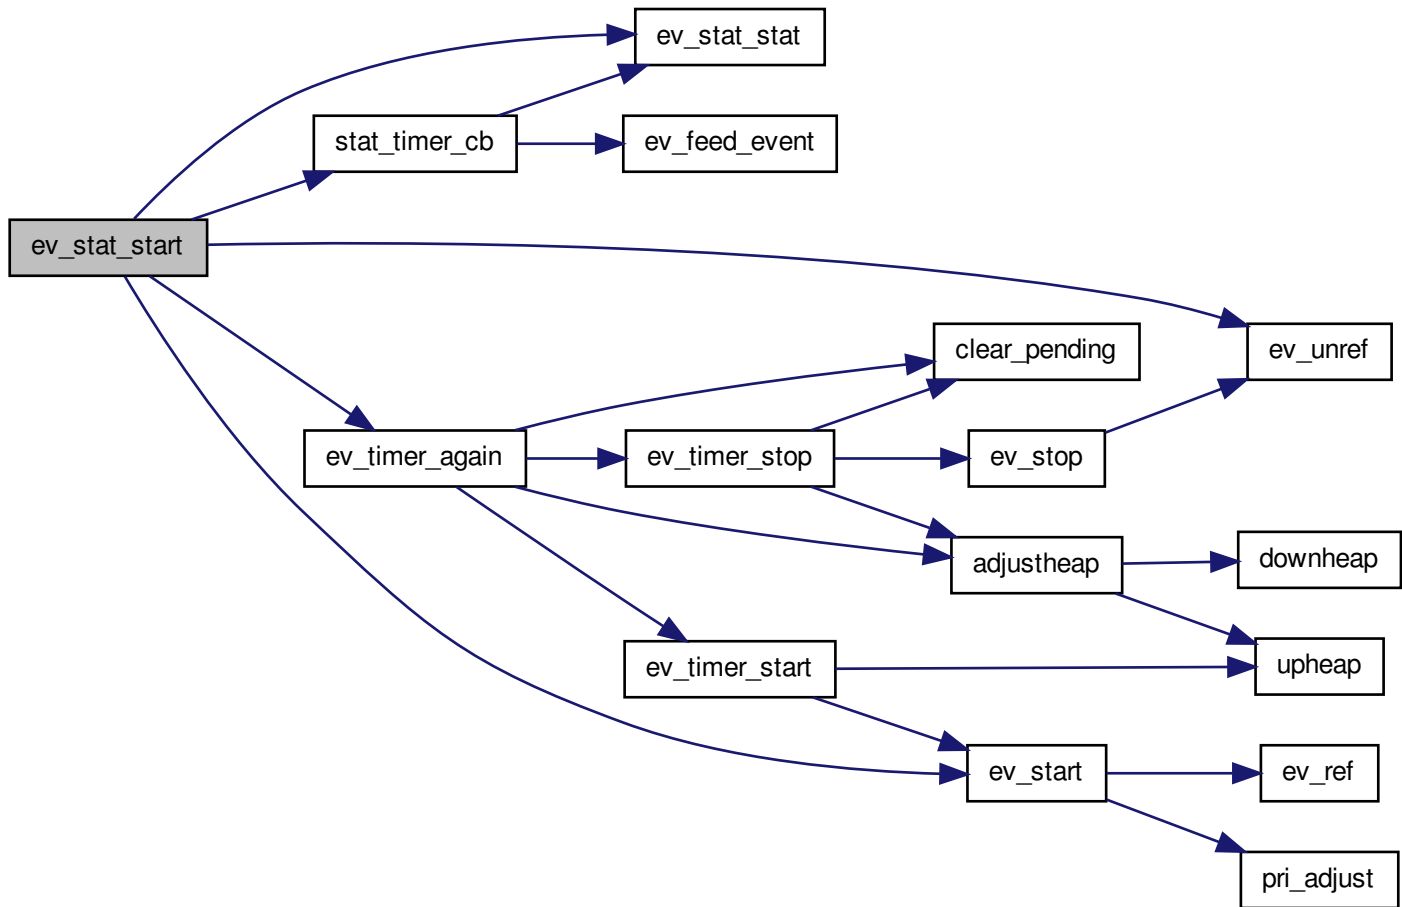 ev_stat_stat
stat_timer_cb
ev_feed_event
ev_stat_start
clear_pending
ev_unref
ev_timer_again
ev_timer_stop
ev_stop
adjustheap
downheap
ev_timer_start
upheap
ev_start
ev_ref
pri_adjust